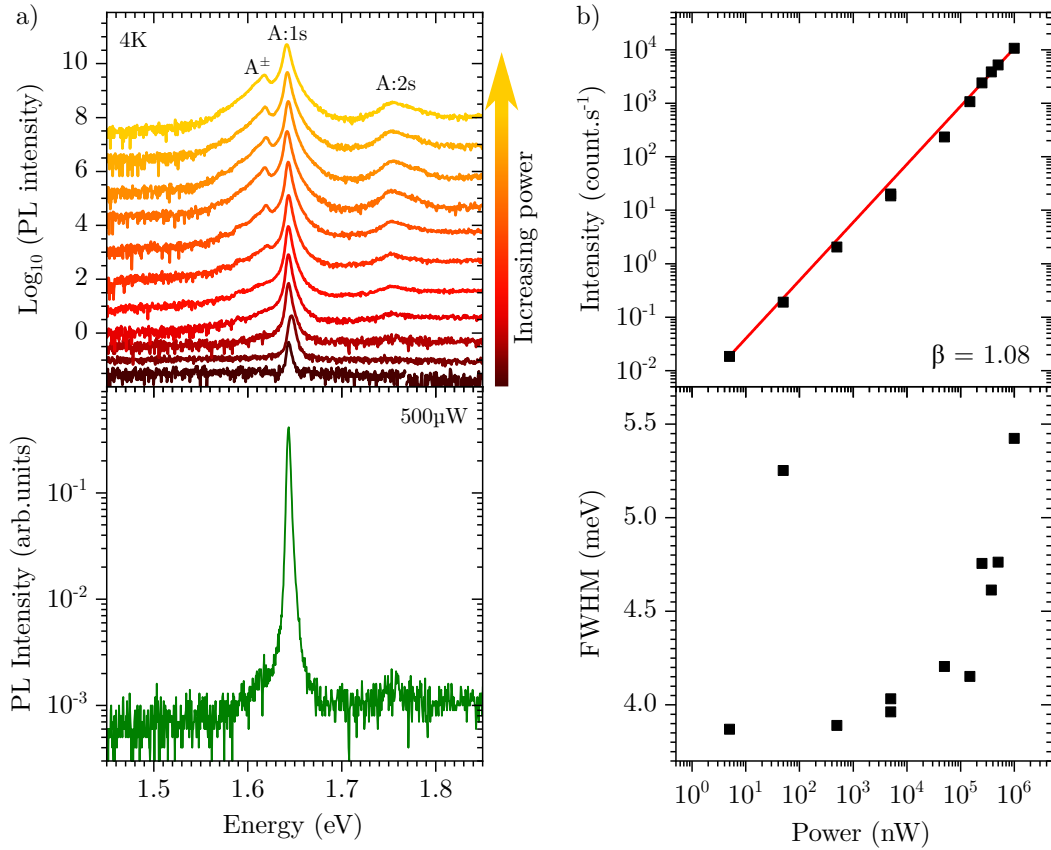 a)
4K
A:1s
A±
A:2s
Log10 (PL intensity)
10
8
6
4
2
0
Increasing power
500µW
PL Intensity (arb.units)
10-1
10-2
10-3
1.5
1.6
1.7
1.8
Energy (eV)
b)
Intensity (count.s-1)
104
103
102
101
100
10-1
10-2
β = 1.08
FWHM (meV)
5.5
5.0
4.5
4.0
100
101
102
103
104
105
106
Power (nW)